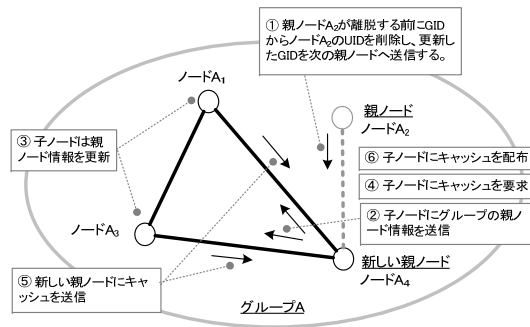 ① 親ノードA2が離脱する前にGID
からノードA2のUIDを削除し、更新し
たGIDを次の親ノードへ送信する。
ノードA1
親ノード
ノードA2
③ 子ノードは親
ノード情報を更新
⑥ 子ノードにキャッシュを配布
④ 子ノードにキャッシュを要求
② 子ノードにグループの親ノー
ド情報を送信
ノードA3
新しい親ノード
ノードA4
⑤ 新しい親ノードにキャ
ッシュを送信
グループA